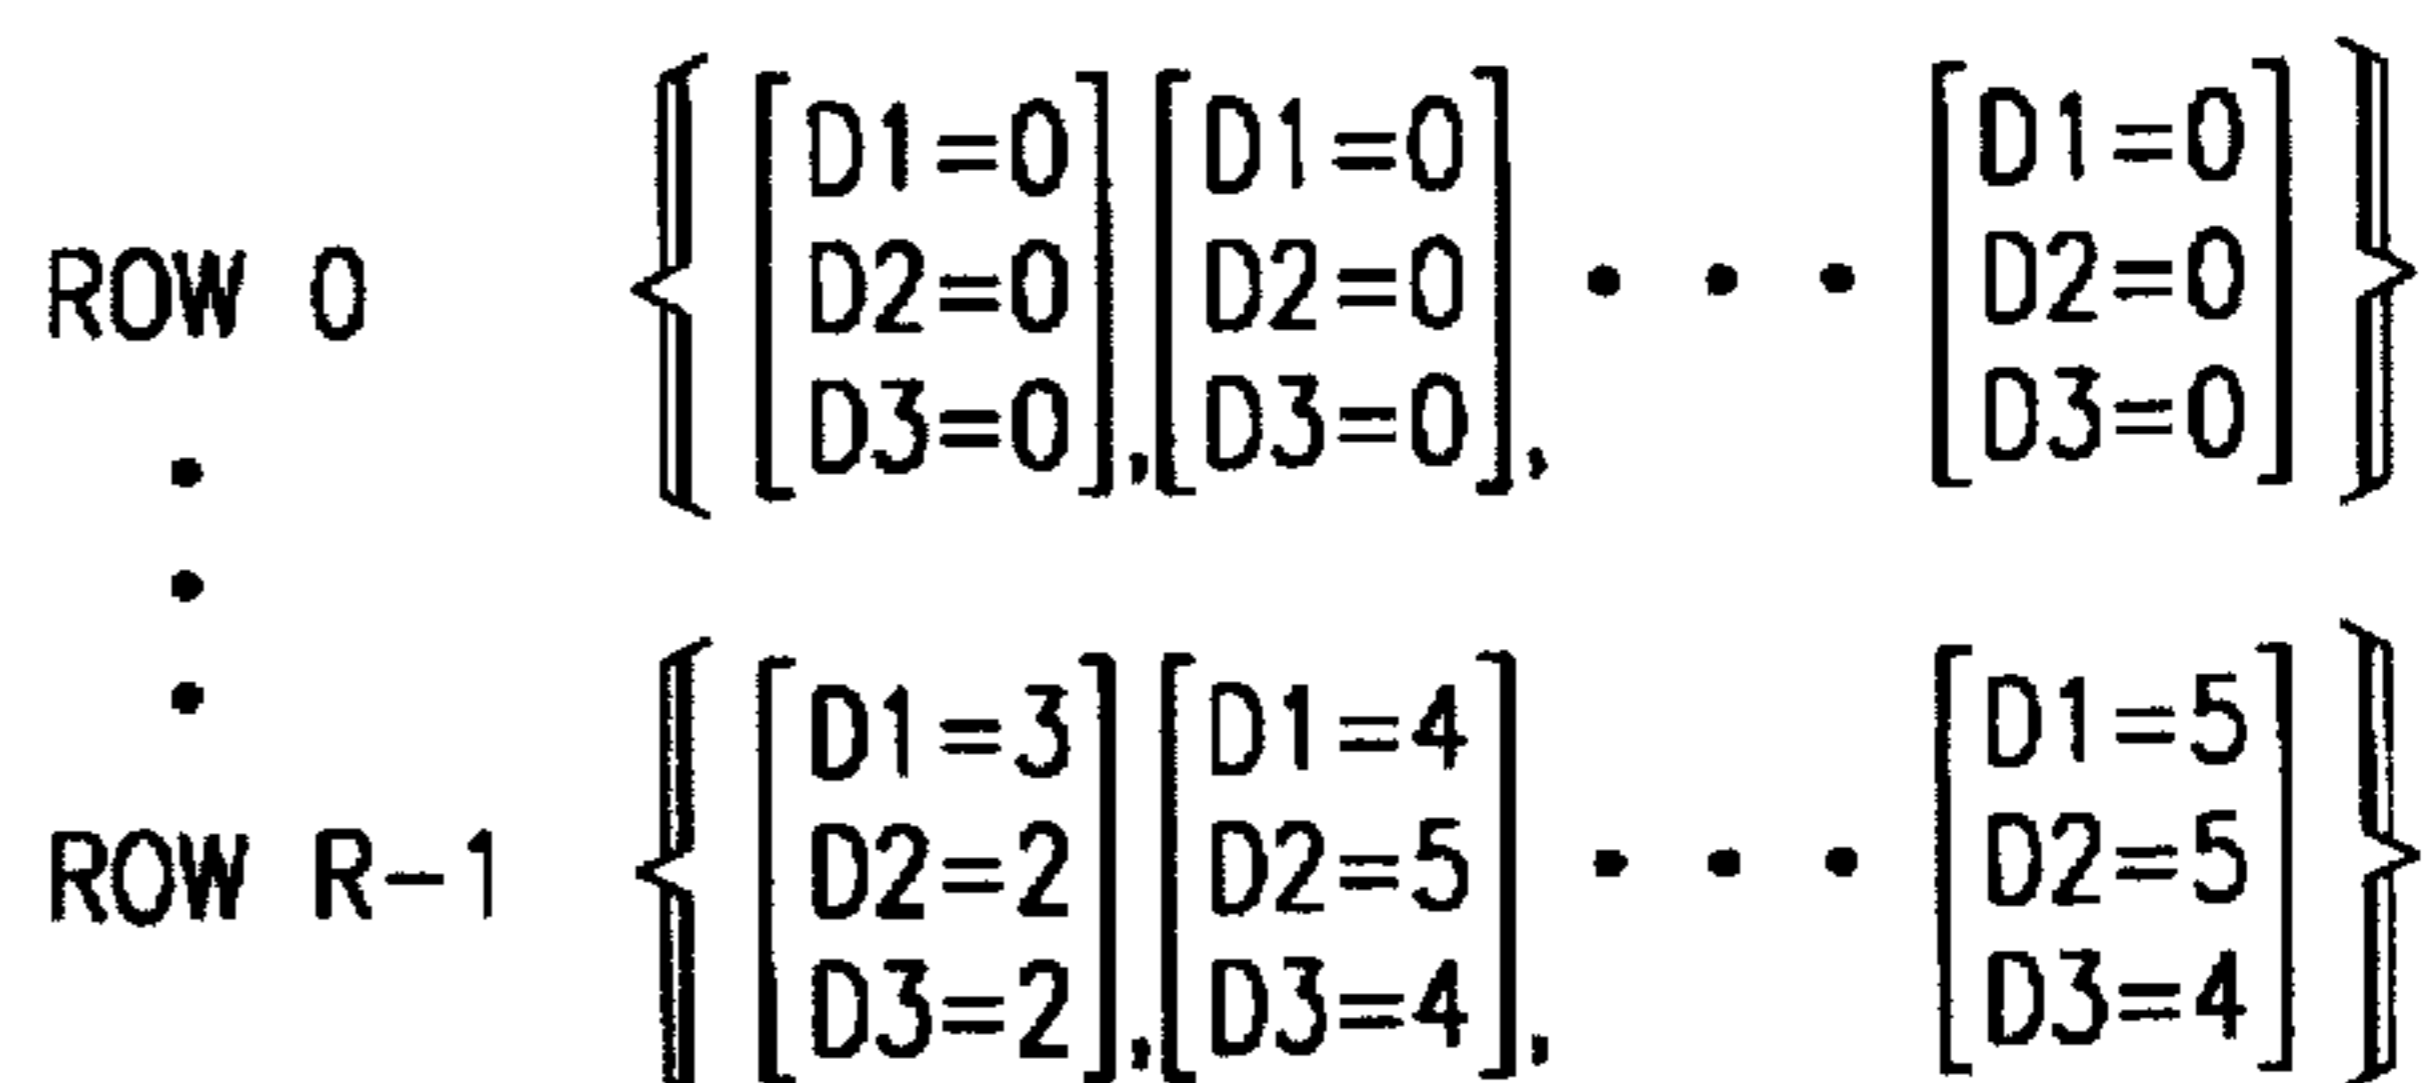 D1=0 D1=0 D1=0
ROW 0 { [ D2=0 ] , [ D2=0 ] , • • • [ D2=0 ] }
D3=0 D3=0 D3=0
•
•
•
D1=3 D1=4 D1=5
ROW R-1 { [ D2=2 ] , [ D2=5 ] , • • • [ D2=5 ] }
D3=2 D3=4 D3=4